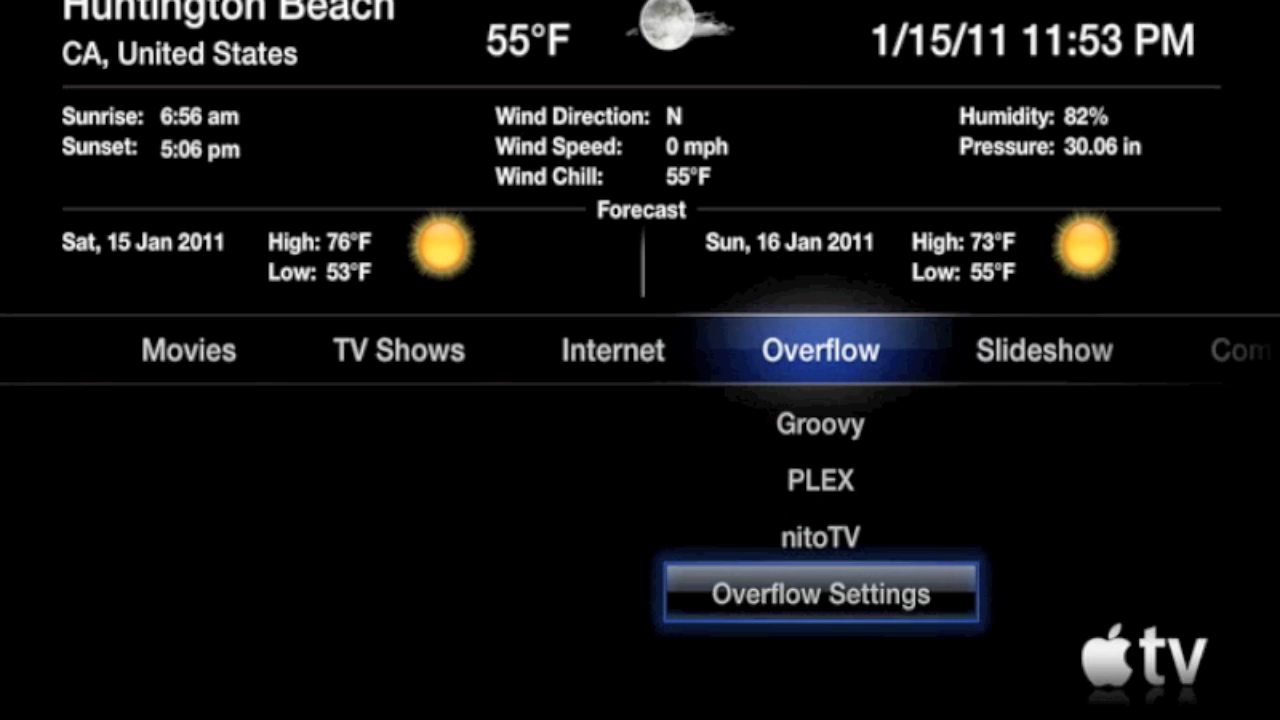 Huntington Beach
CA, United States
55°F
1/15/11 11:53 PM
Sunrise: 6:56 am
Sunset: 5:06 pm
Wind Direction: N
Wind Speed: 0 mph
Wind Chill: 55°F
Humidity: 82%
Pressure: 30.06 in
Forecast
Sat, 15 Jan 2011 High: 76°F
Low: 53°F
Sun, 16 Jan 2011 High: 73°F
Low: 55°F
Movies TV Shows Internet Overflow Slideshow Com
Groovy
PLEX
nitoTV
Overflow Settings
tv